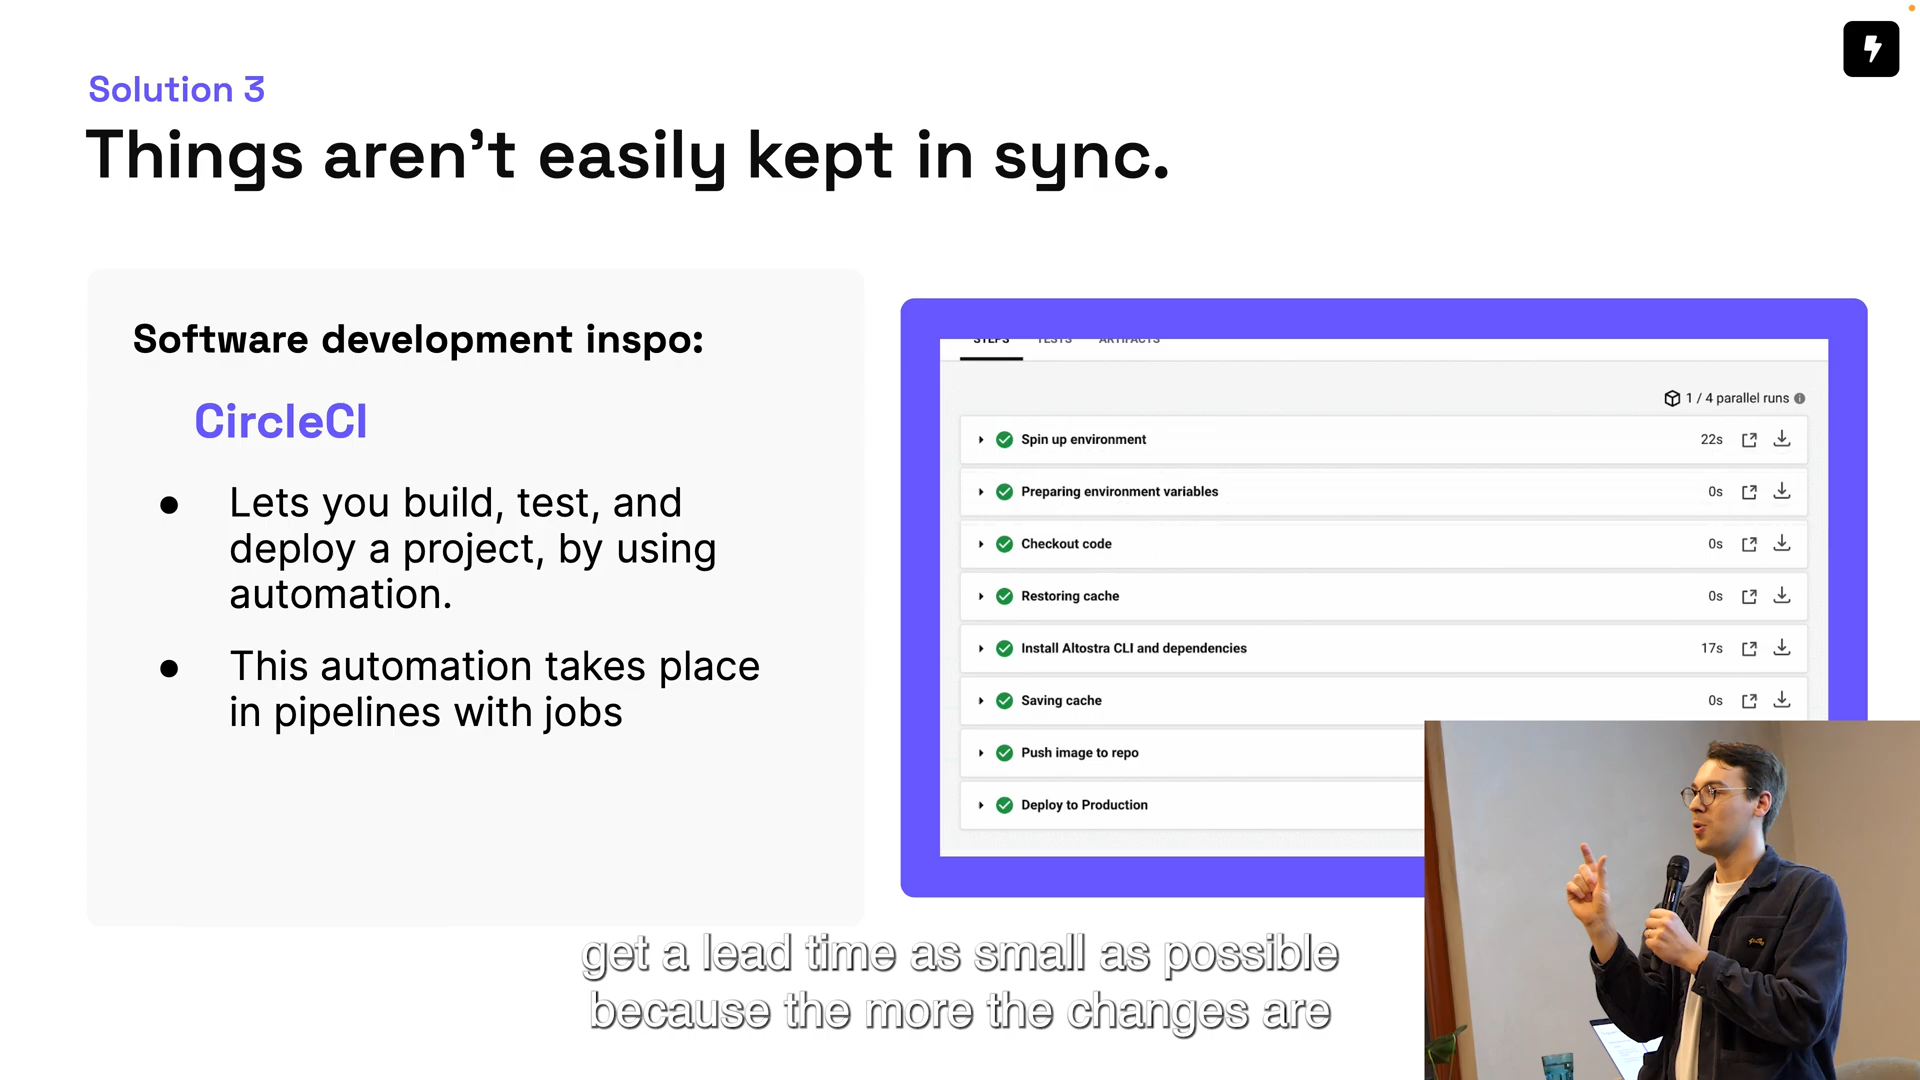 Solution 3
Things aren't easily kept in sync.
Software development inspo:
CircleCI
● Lets you build, test, and
deploy a project, by using
automation.
● This automation takes place
in pipelines with jobs
STEPS TESTS ARTIFACTS
1 / 4 parallel runs
Spin up environment 22s
Preparing environment variables 0s
Checkout code 0s
Restoring cache 0s
Install Altostra CLI and dependencies 17s
Saving cache 0s
Push image to repo
Deploy to Production
get a lead time as small as possible
because the more the changes are